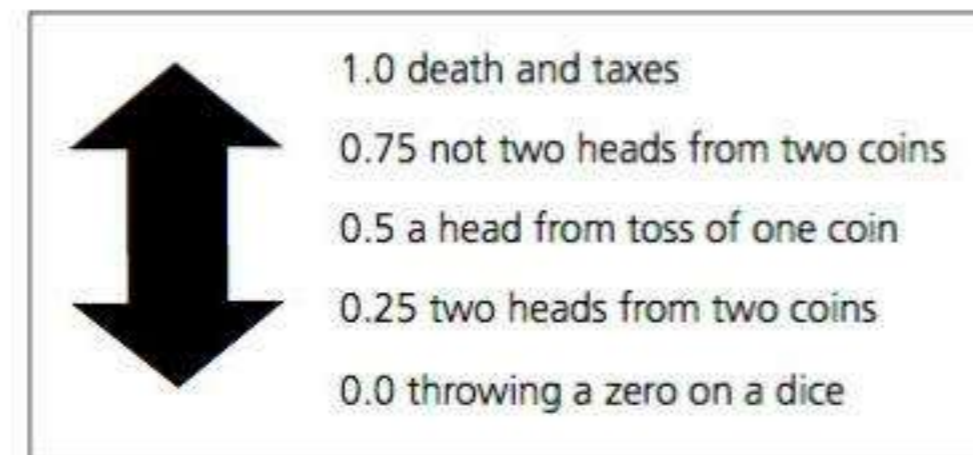 1.0 death and taxes
0.75 not two heads from two coins
0.5 a head from toss of one coin
0.25 two heads from two coins
0.0 throwing a zero on a dice